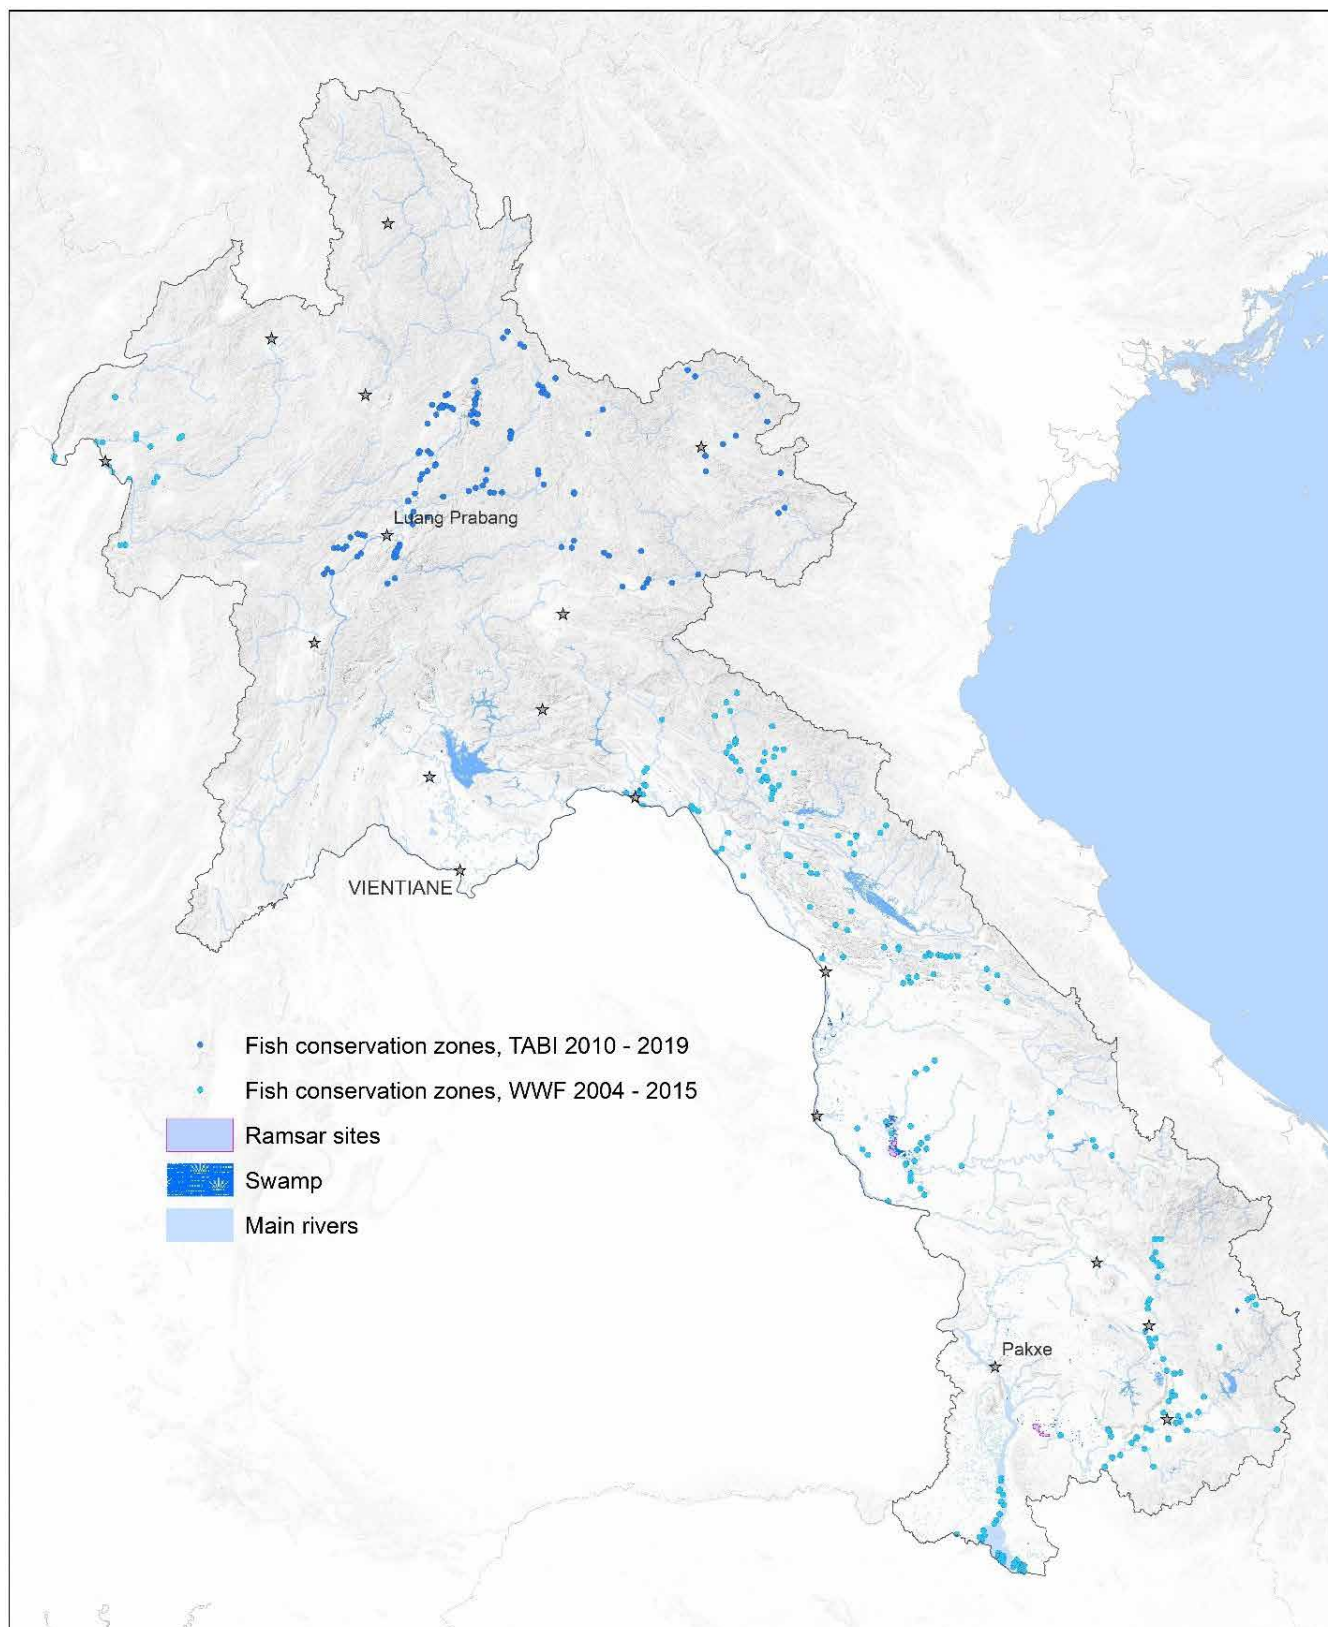 Luang Prabang
VIENTIANE
Fish conservation zones, TABI 2010 - 2019
Fish conservation zones, WWF 2004 - 2015
Ramsar sites
Swamp
Main rivers
Pakxe